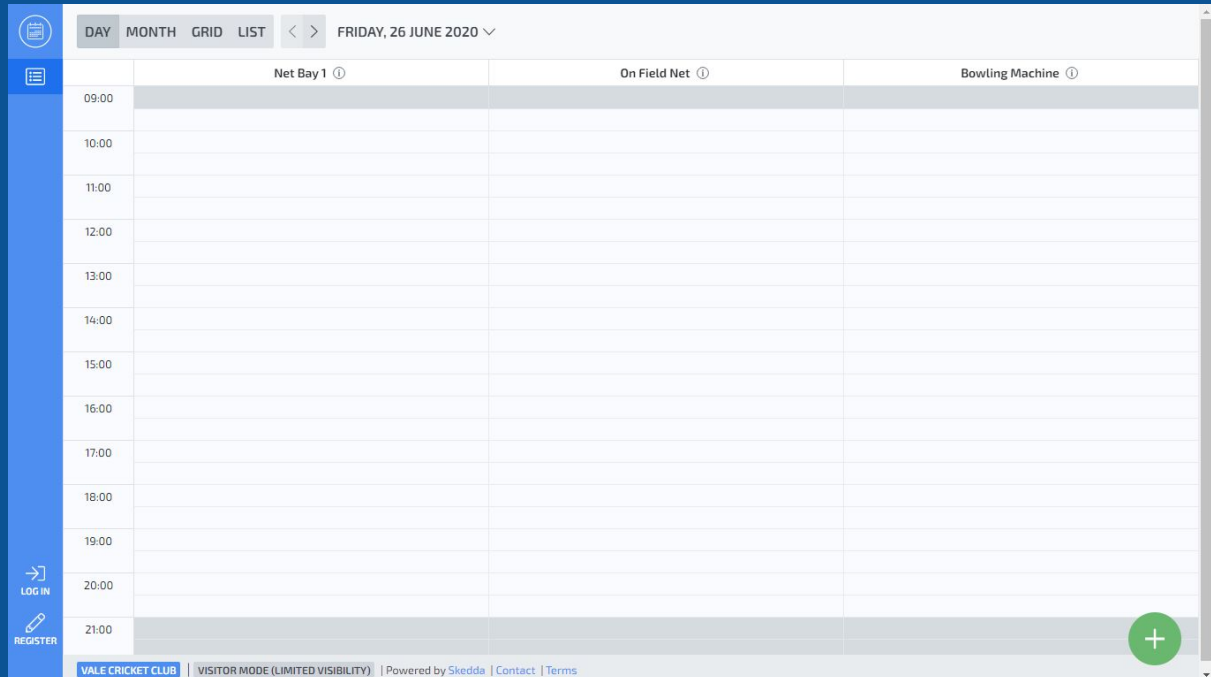 DAY MONTH GRID LIST < > FRIDAY, 26 JUNE 2020
Net Bay 1 On Field Net Bowling Machine
09:00
10:00
11:00
12:00
13:00
14:00
15:00
16:00
17:00
18:00
19:00
20:00
21:00
LOG IN
REGISTER
VALE CRICKET CLUB | VISITOR MODE (LIMITED VISIBILITY) | Powered by Skedda | Contact | Terms